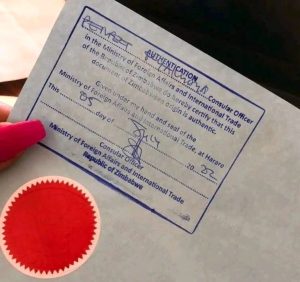 AUTHENTICATION
Consular Officer
in the Ministry of Foreign Affairs and International Trade
of the Republic of Zimbabwe do hereby certify that this
document of Zimbabwean origin is authentic.
Given under my hand and seal of the
Ministry of Foreign Affairs and International Trade, at Harare
This 05 day of July 20 22
Consular Officer
Ministry of Foreign Affairs and International Trade
Republic of Zimbabwe